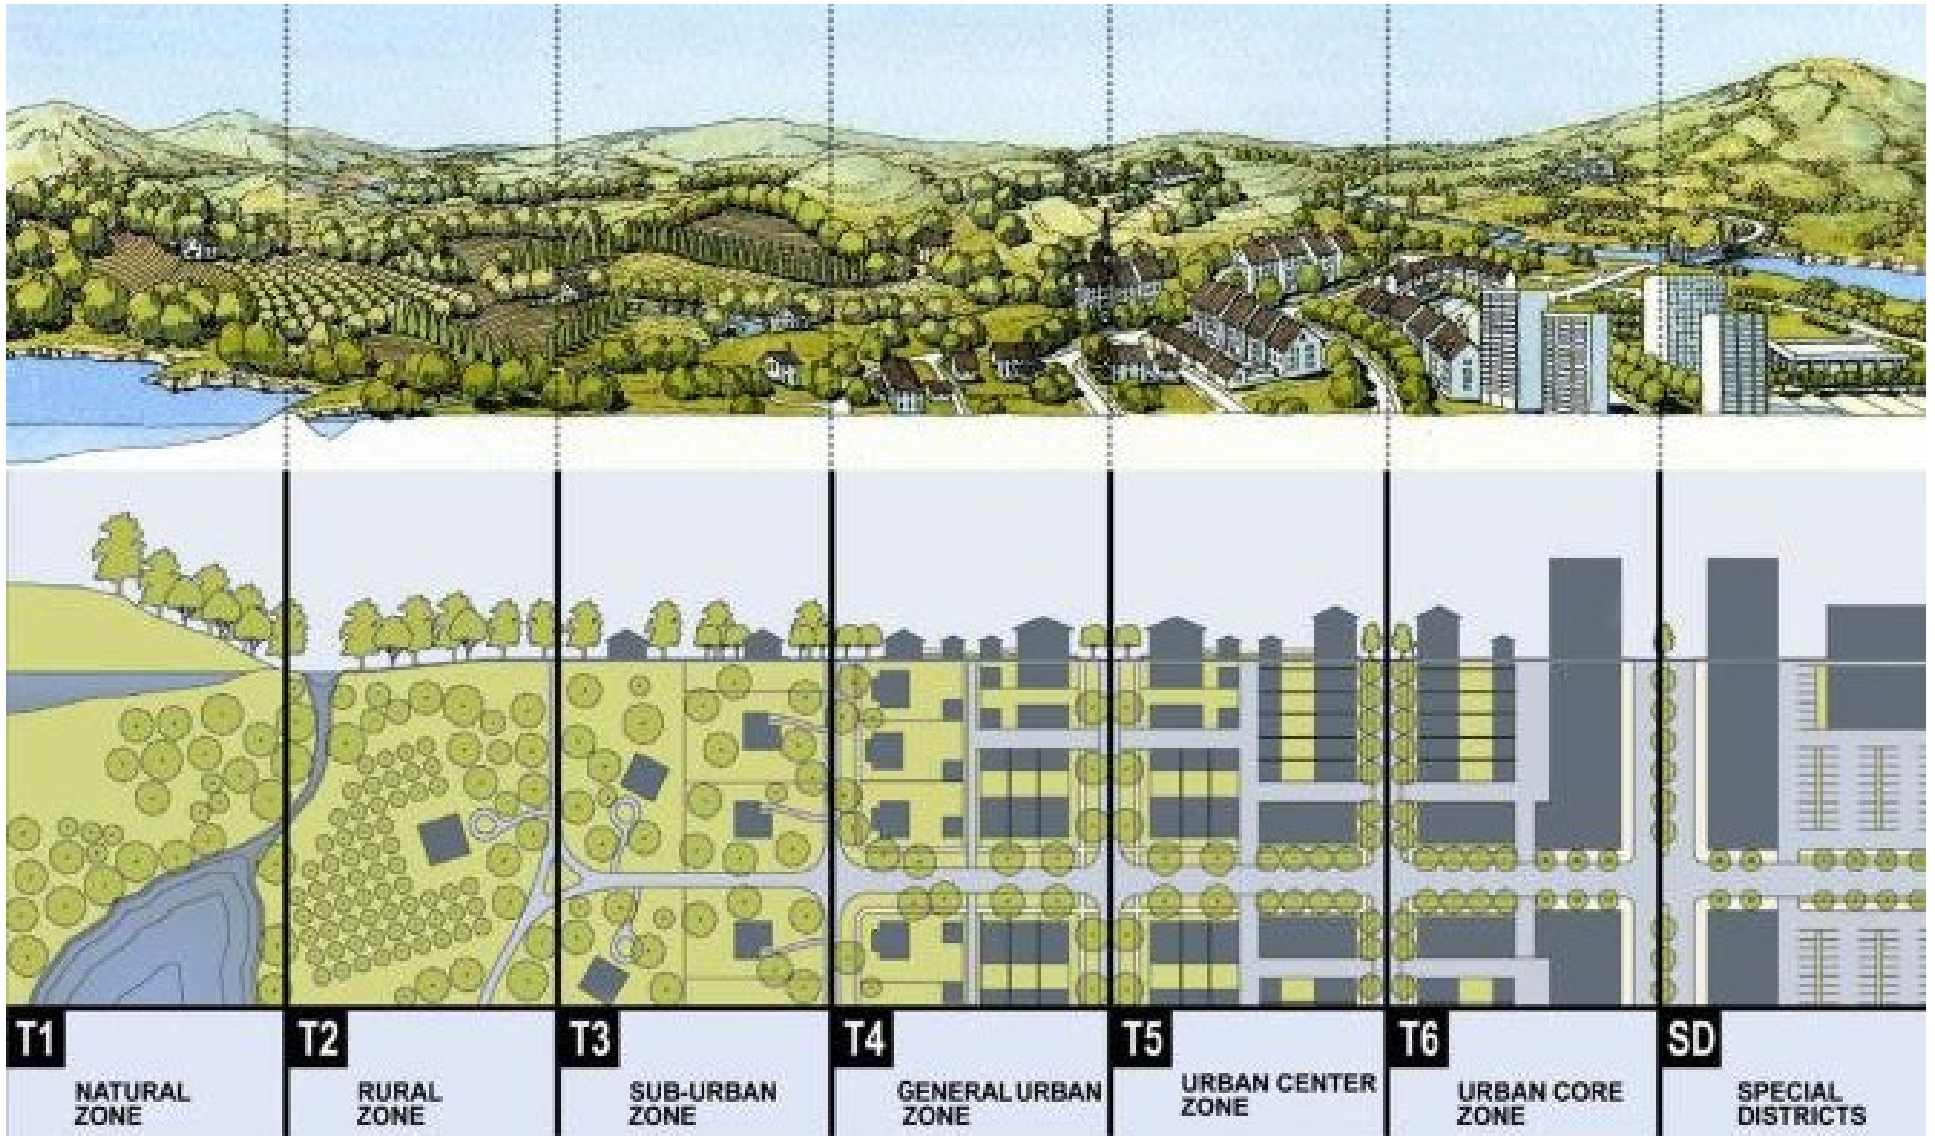 T1
NATURAL
ZONE
T2
RURAL
ZONE
T3
SUB-URBAN
ZONE
T4
GENERAL URBAN
ZONE
T5
URBAN CENTER
ZONE
T6
URBAN CORE
ZONE
SD
SPECIAL
DISTRICTS